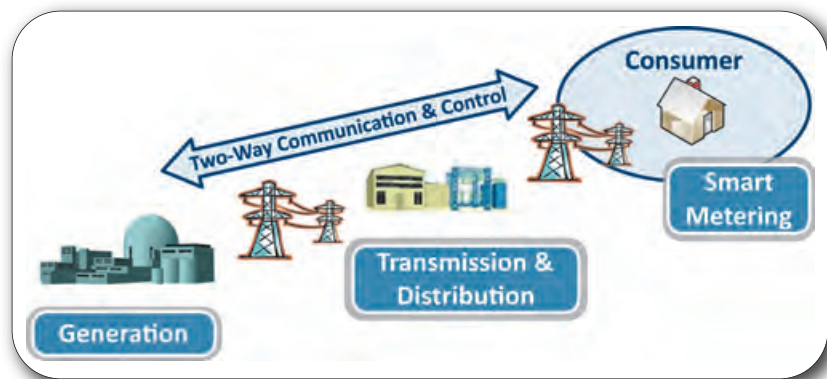 Consumer
Two-Way Communication & Control
Smart
Metering
Transmission &
Distribution
Generation